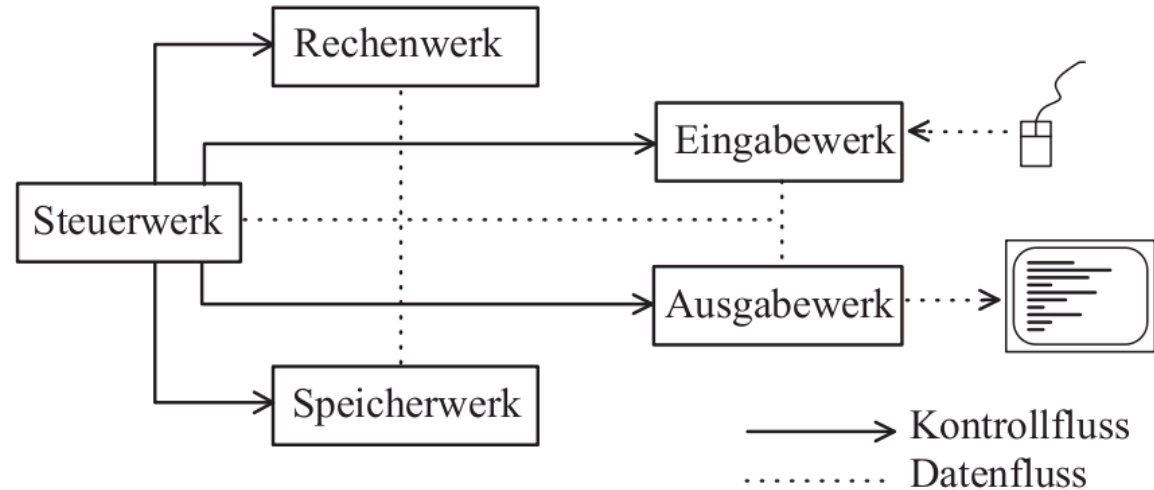 Rechenwerk
Eingabewerk
Steuerwerk
Ausgabewerk
Speicherwerk
Kontrollfluss
Datenfluss